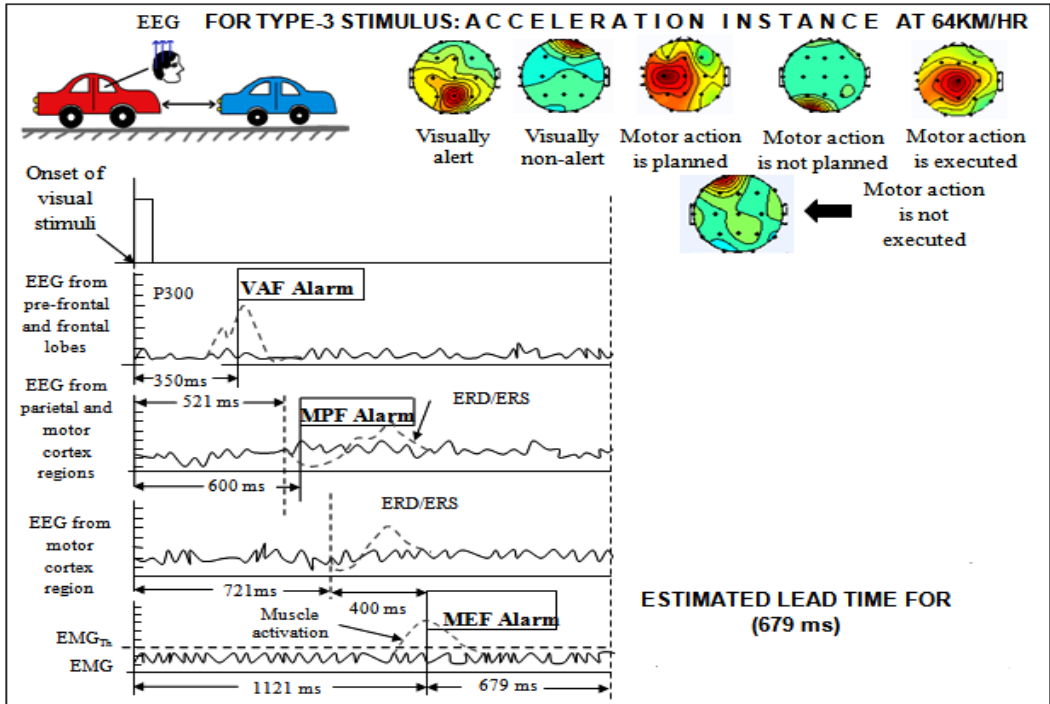 EEG
FOR TYPE-3 STIMULUS: A C C E L E R A T I O N I N S T A N C E AT 64KM/HR
Visually
alert
Visually
non-alert
Motor action
is planned
Motor action
is not planned
Motor action
is executed
Motor action
is not
executed
Onset of
visual
stimuli
EEG from
pre-frontal
and frontal
lobes
P300
VAF Alarm
350ms
EEG from
parietal and
motor
cortex
regions
521 ms
MPF Alarm
ERD/ERS
600 ms
EEG from
motor
cortex
region
ERD/ERS
721ms
400 ms
Muscle
activation
MEF Alarm
EMGTh
EMG
1121 ms
679 ms
ESTIMATED LEAD TIME FOR
(679 ms)